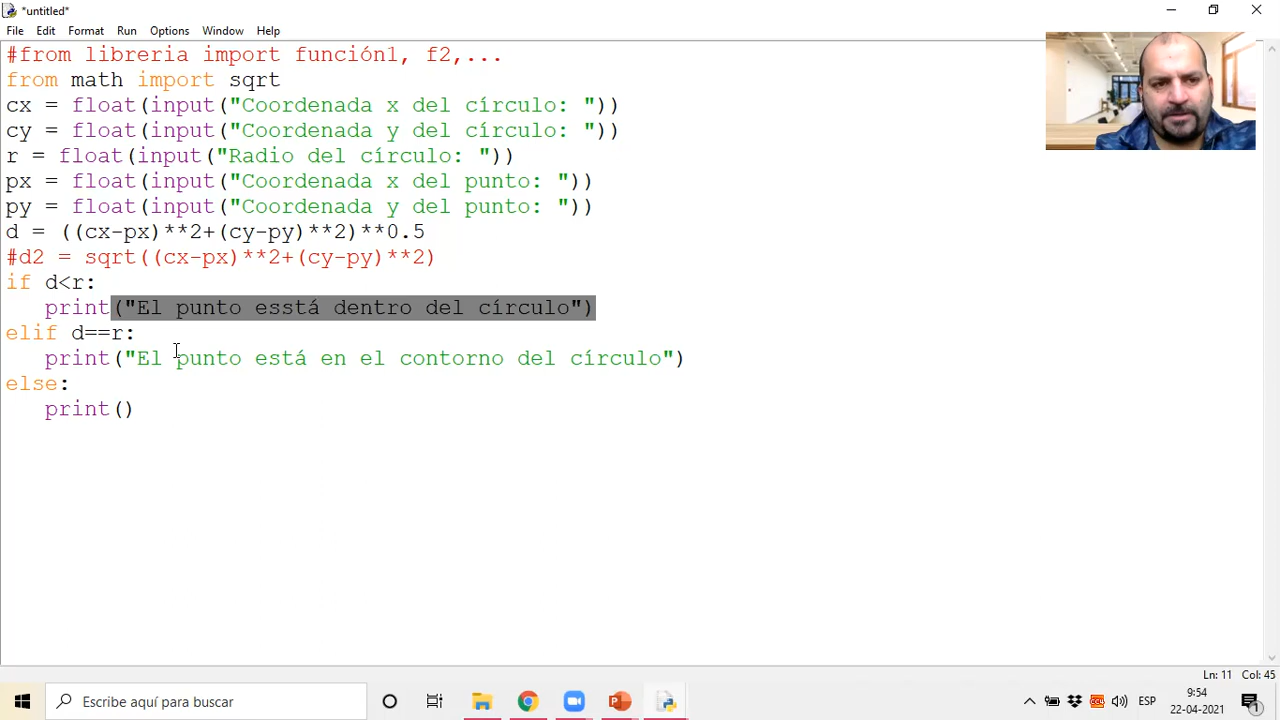 *untitled*
File Edit Format Run Options Window Help
#from libreria import función1, f2,...
from math import sqrt
cx = float(input("Coordenada x del círculo: "))
cy = float(input("Coordenada y del círculo: "))
r = float(input("Radio del círculo: "))
px = float(input("Coordenada x del punto: "))
py = float(input("Coordenada y del punto: "))
d = ((cx-px)**2+(cy-py)**2)**0.5
#d2 = sqrt((cx-px)**2+(cy-py)**2)
if d<r:
   print("El punto esstá dentro del círculo")
elif d==r:
   print("El punto está en el contorno del círculo")
else:
   print()
Ln: 11 Col: 45
Escribe aquí para buscar
ESP
9:54
22-04-2021